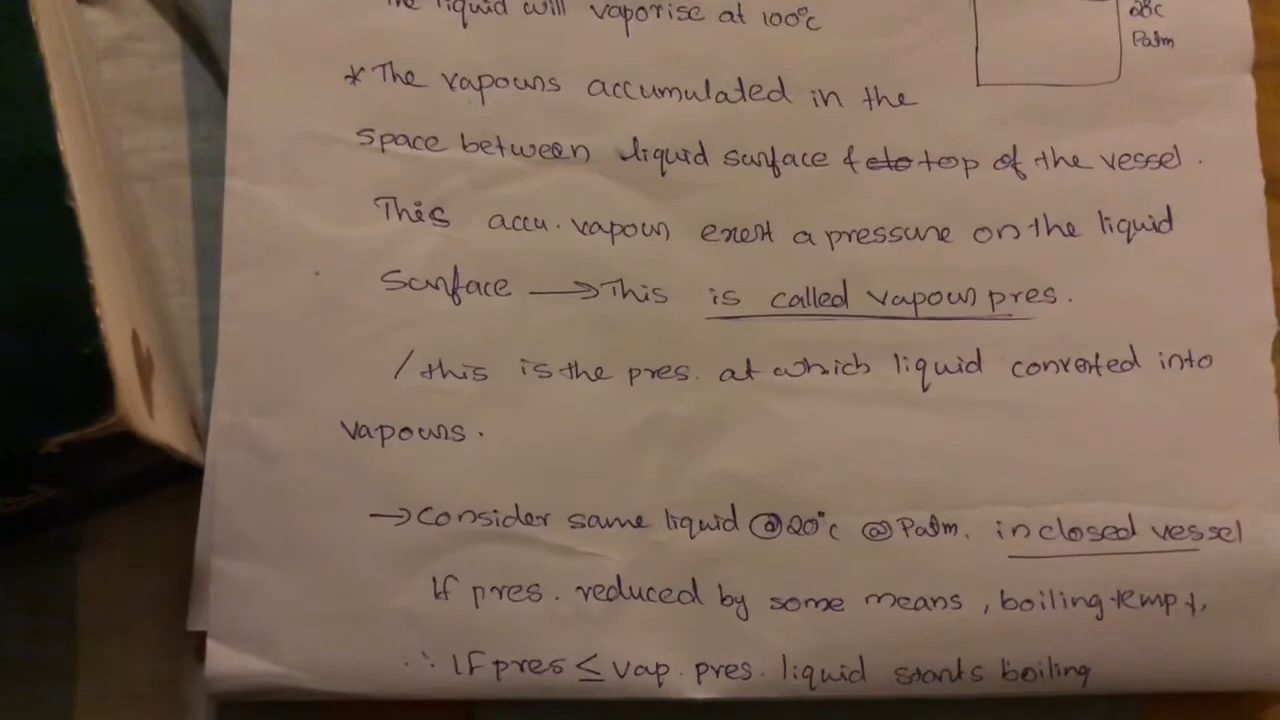 liquid will vaporise at 100°c
20°C
Patm
* The vapours accumulated in the
space between liquid surface & top of the vessel.
This accu. vapour exert a pressure on the liquid
Surface → This is called vapour pres.
/ this is the pres. at which liquid converted into
vapours.
→ Consider same liquid @20°c @Patm. in closed vessel
If pres. reduced by some means, boiling temp ↓.
∴ If pres ≤ vap. pres. liquid starts boiling